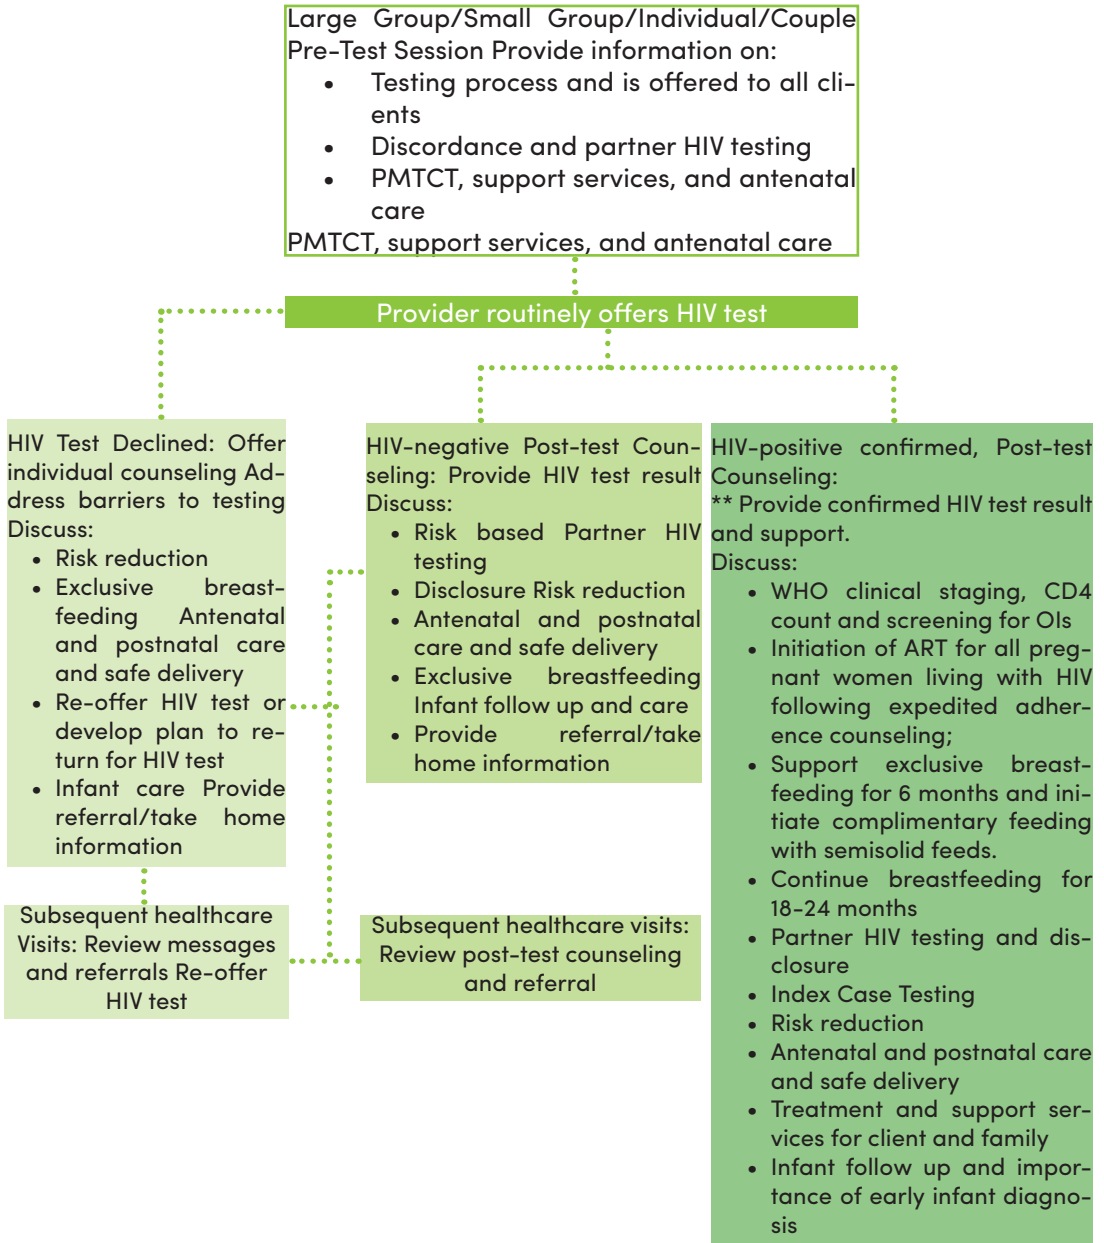 Large Group/Small Group/Individual/Couple
Pre-Test Session Provide information on:
• Testing process and is offered to all cli-
ents
• Discordance and partner HIV testing
• PMTCT, support services, and antenatal
care
PMTCT, support services, and antenatal care
Provider routinely offers HIV test
HIV Test Declined: Offer
individual counseling Ad-
dress barriers to testing
Discuss:
• Risk reduction
• Exclusive breast-
feeding Antenatal
and postnatal care
and safe delivery
• Re-offer HIV test or
develop plan to re-
turn for HIV test
• Infant care Provide
referral/take home
information
Subsequent healthcare
Visits: Review messages
and referrals Re-offer
HIV test
HIV-negative Post-test Coun-
seling: Provide HIV test result
Discuss:
• Risk based Partner HIV
testing
• Disclosure Risk reduction
• Antenatal and postnatal
care and safe delivery
• Exclusive breastfeeding
Infant follow up and care
• Provide referral/take
home information
Subsequent healthcare visits:
Review post-test counseling
and referral
HIV-positive confirmed, Post-test
Counseling:
** Provide confirmed HIV test result
and support.
Discuss:
• WHO clinical staging, CD4
count and screening for OIs
• Initiation of ART for all preg-
nant women living with HIV
following expedited adher-
ence counseling;
• Support exclusive breast-
feeding for 6 months and ini-
tiate complimentary feeding
with semisolid feeds.
• Continue breastfeeding for
18-24 months
• Partner HIV testing and dis-
closure
• Index Case Testing
• Risk reduction
• Antenatal and postnatal care
and safe delivery
• Treatment and support ser-
vices for client and family
• Infant follow up and impor-
tance of early infant diagno-
sis